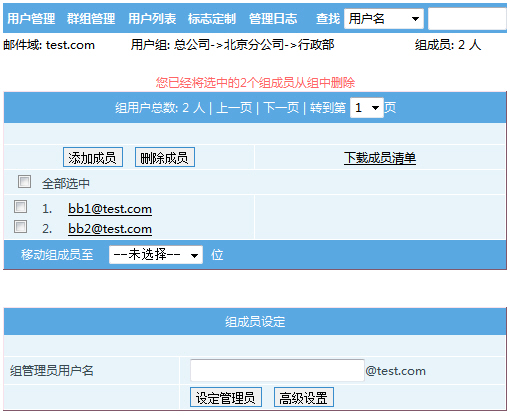 用户管理 群组管理 用户列表 标志定制 管理日志 查找 用户名
邮件域: test.com 用户组: 总公司->北京分公司->行政部 组成员: 2 人
您已经将选中的2个组成员从组中删除
组用户总数: 2 人 | 上一页 | 下一页 | 转到第 1 页
添加成员 删除成员 下载成员清单
全部选中
1. bb1@test.com
2. bb2@test.com
移动组成员至 --未选择-- 位
组成员设定
组管理员用户名 @test.com
设定管理员 高级设置